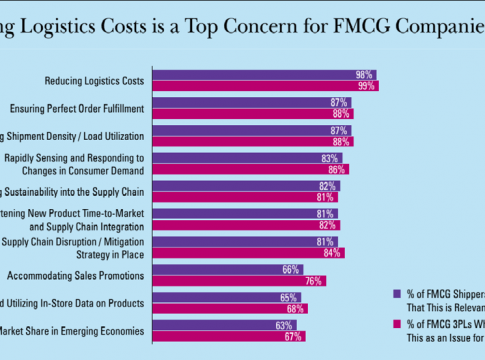 ng Logistics Costs is a Top Concern for FMCG Companie
Reducing Logistics Costs
98%
99%
Ensuring Perfect Order Fulfillment
87%
88%
ng Shipment Density / Load Utilization
87%
88%
Rapidly Sensing and Responding to
Changes in Consumer Demand
83%
86%
g Sustainability into the Supply Chain
82%
81%
tening New Product Time-to-Market
and Supply Chain Integration
81%
82%
Supply Chain Disruption / Mitigation
Strategy in Place
81%
84%
Accommodating Sales Promotions
66%
76%
d Utilizing In-Store Data on Products
65%
68%
Market Share in Emerging Economies
63%
67%
% of FMCG Shippers
That This is Relevan
% of FMCG 3PLs Wh
This as an Issue for